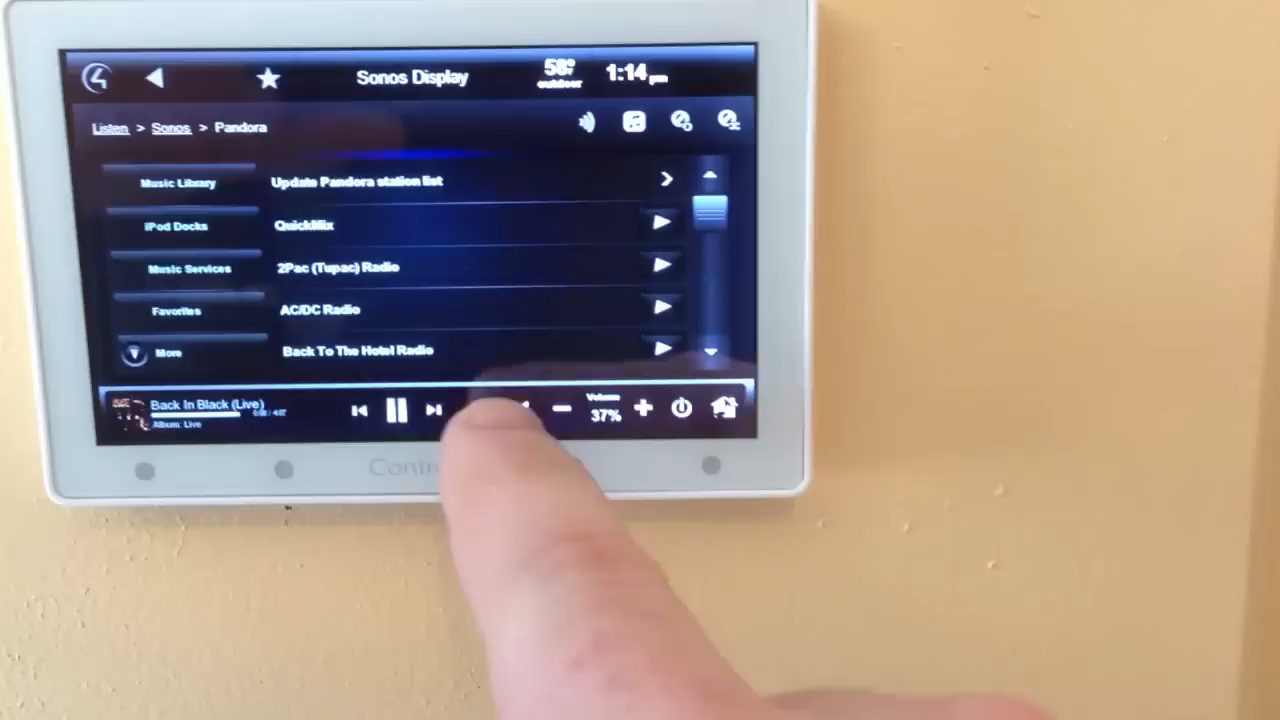 Sonos Display
58°F
outdoor
1:14 pm
Listen > Sonos > Pandora
Music Library
Update Pandora station list
iPod Docks
QuickMix
Music Services
2Pac (Tupac) Radio
Favorites
AC/DC Radio
More
Back To The Hotel Radio
Back In Black (Live)
Album: Live
Volume
37%
Contr